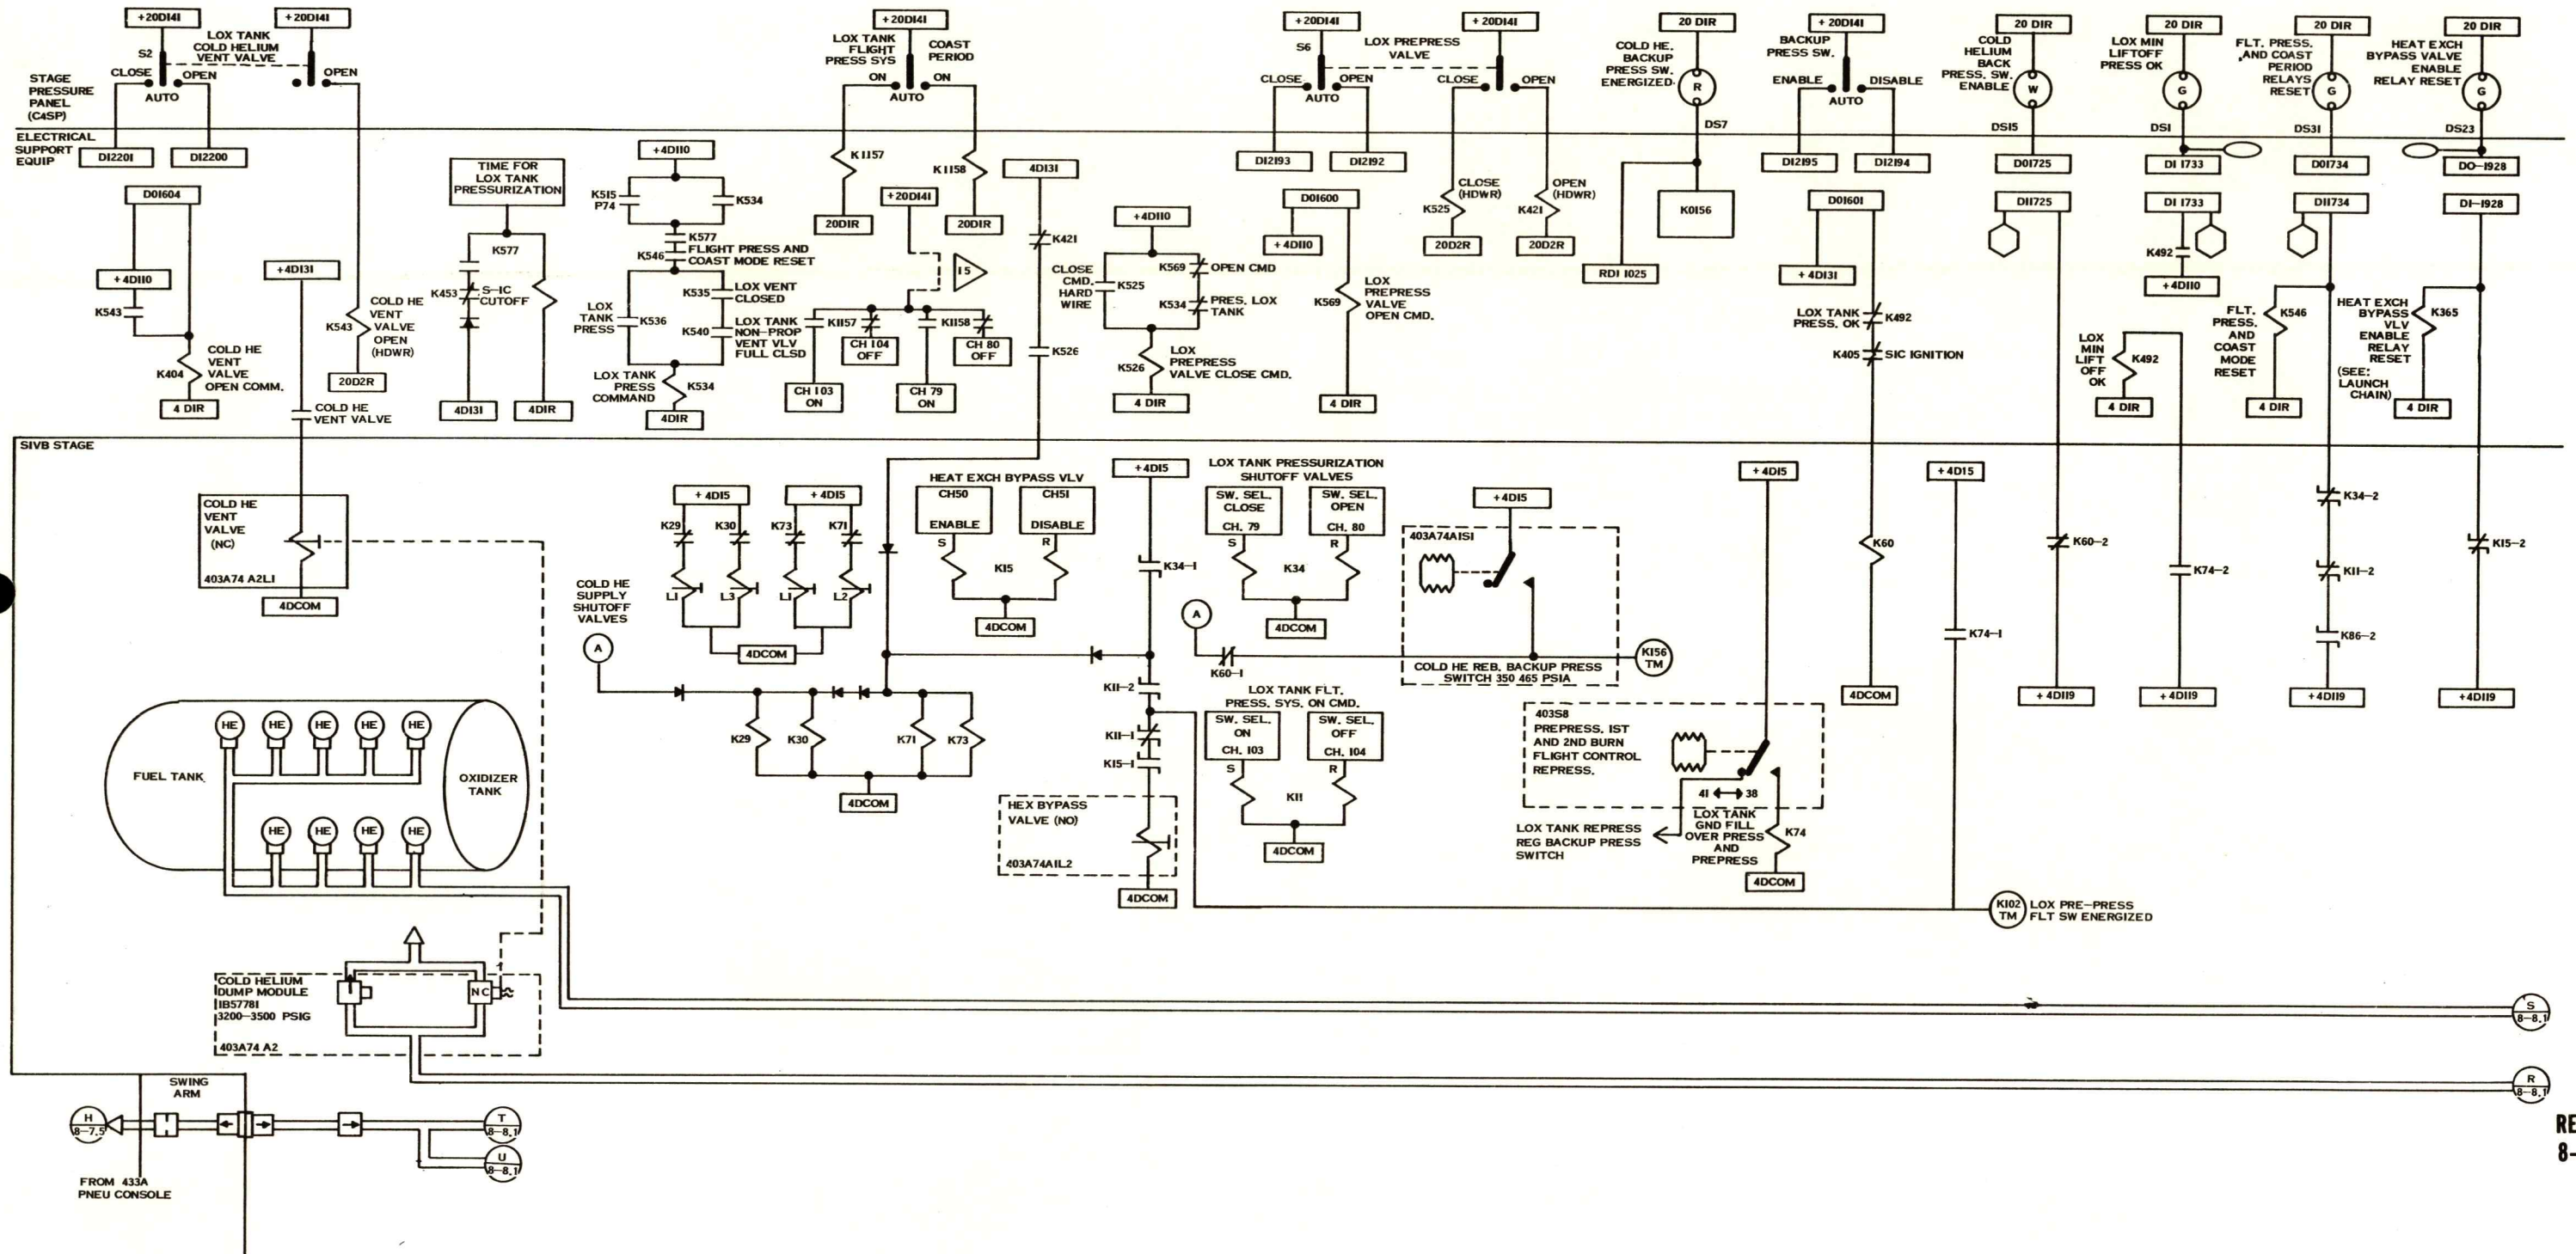 +20D141
+20D141
+20D141
+20D141
+20D141
20 DIR
+20D141
20 DIR
20 DIR
20 DIR
20 DIR
S2
LOX TANK
COLD HELIUM
VENT VALVE
CLOSE
OPEN
AUTO
OPEN
STAGE
PRESSURE
PANEL
(C4SP)
LOX TANK
FLIGHT
PRESS SYS
COAST
PERIOD
ON
ON
AUTO
S6
LOX PREPRESS
VALVE
CLOSE
OPEN
AUTO
CLOSE
OPEN
COLD HE.
BACKUP
PRESS SW.
ENERGIZED
R
DS7
BACKUP
PRESS SW.
ENABLE
DISABLE
AUTO
COLD
HELIUM
BACK
PRESS. SW.
ENABLE
W
DS15
LOX MIN
LIFTOFF
PRESS OK
G
DS1
FLT. PRESS.
AND COAST
PERIOD
RELAYS
RESET
G
DS31
HEAT EXCH
BYPASS VALVE
ENABLE
RELAY RESET
G
DS23
ELECTRICAL
SUPPORT
EQUIP
DI2201
DI2200
DO1604
+4D110
K543
K404
COLD HE
VENT
VALVE
OPEN COMM.
4 DIR
+4D131
COLD HE
VENT VALVE
K543
COLD HE
VENT
VALVE
OPEN
(HDWR)
20D2R
TIME FOR
LOX TANK
PRESSURIZATION
K577
K453
S-IC
CUTOFF
4D131
4DIR
+4D110
K515
P74
K534
K577
FLIGHT PRESS AND
COAST MODE RESET
K546
K535
LOX VENT
CLOSED
LOX
TANK
PRESS
K536
K540
LOX TANK
NON-PROP
VENT VLV
FULL CLSD
LOX TANK
PRESS
COMMAND
K534
4DIR
K1157
K1158
20DIR
+20D141
20DIR
15
K1157
K1158
CH 104
OFF
CH 80
OFF
CH 103
ON
CH 79
ON
4D131
K421
K526
+4D110
CLOSE
CMD.
HARD
WIRE
K525
K569
OPEN CMD
K534
PRES. LOX
TANK
K526
LOX
PREPRESS
VALVE CLOSE CMD.
4 DIR
DI2193
DI2192
DO1600
+4D110
K569
LOX
PREPRESS
VALVE
OPEN CMD.
4 DIR
CLOSE
(HDWR)
K525
20D2R
OPEN
(HDWR)
K421
20D2R
K0156
RDI 1025
DI2195
DI2194
DO1601
+4D131
LOX TANK
PRESS. OK
K492
K405
SIC IGNITION
DO1725
DI1725
DI 1733
DI 1733
K492
+4D110
LOX
MIN
LIFT
OFF
OK
K492
4 DIR
DO1734
DI1734
FLT.
PRESS.
AND
COAST
MODE
RESET
K546
4 DIR
DO-1928
DI-1928
HEAT EXCH
BYPASS
VLV
ENABLE
RELAY
RESET
(SEE:
LAUNCH
CHAIN)
K365
4 DIR
SIVB STAGE
COLD HE
VENT
VALVE
(NC)
403A74 A2L1
4DCOM
+ 4D15
+ 4D15
K29
K30
K73
K71
L1
L3
L1
L2
4DCOM
COLD HE
SUPPLY
SHUTOFF
VALVES
A
K29
K30
K71
K73
4DCOM
HEAT EXCH BYPASS VLV
CH50
ENABLE
CH51
DISABLE
S
R
K15
4DCOM
+4D15
K34-1
K11-2
K11-1
K15-1
HEX BYPASS
VALVE (NO)
403A74A1L2
4DCOM
LOX TANK PRESSURIZATION
SHUTOFF VALVES
SW. SEL.
CLOSE
CH. 79
SW. SEL.
OPEN
CH. 80
S
R
K34
4DCOM
A
K60-1
LOX TANK FLT.
PRESS. SYS. ON CMD.
SW. SEL.
ON
CH. 103
SW. SEL.
OFF
CH. 104
S
R
K11
4DCOM
+4D15
403A74A1S1
COLD HE REB. BACKUP PRESS
SWITCH 350 465 PSIA
K156
TM
+4D15
403S8
PREPRESS, 1ST
AND 2ND BURN
FLIGHT CONTROL
REPRESS.
41
38
LOX TANK REPRESS
REG BACKUP PRESS
SWITCH
LOX TANK
GND FILL
OVER PRESS
AND
PREPRESS
K74
4DCOM
K60
4DCOM
+4D15
K74-1
K102
TM
LOX PRE-PRESS
FLT SW ENERGIZED
K60-2
+ 4D119
K74-2
+4D119
K34-2
K11-2
K86-2
+4D119
K15-2
+4D119
FUEL TANK
OXIDIZER
TANK
HE
HE
HE
HE
HE
HE
HE
HE
HE
COLD HELIUM
DUMP MODULE
1B57781
3200-3500 PSIG
403A74 A2
NC
S
8-8.1
R
8-8.1
SWING
ARM
H
8-7.5
T
8-8.1
U
8-8.1
FROM 433A
PNEU CONSOLE
RE
8-